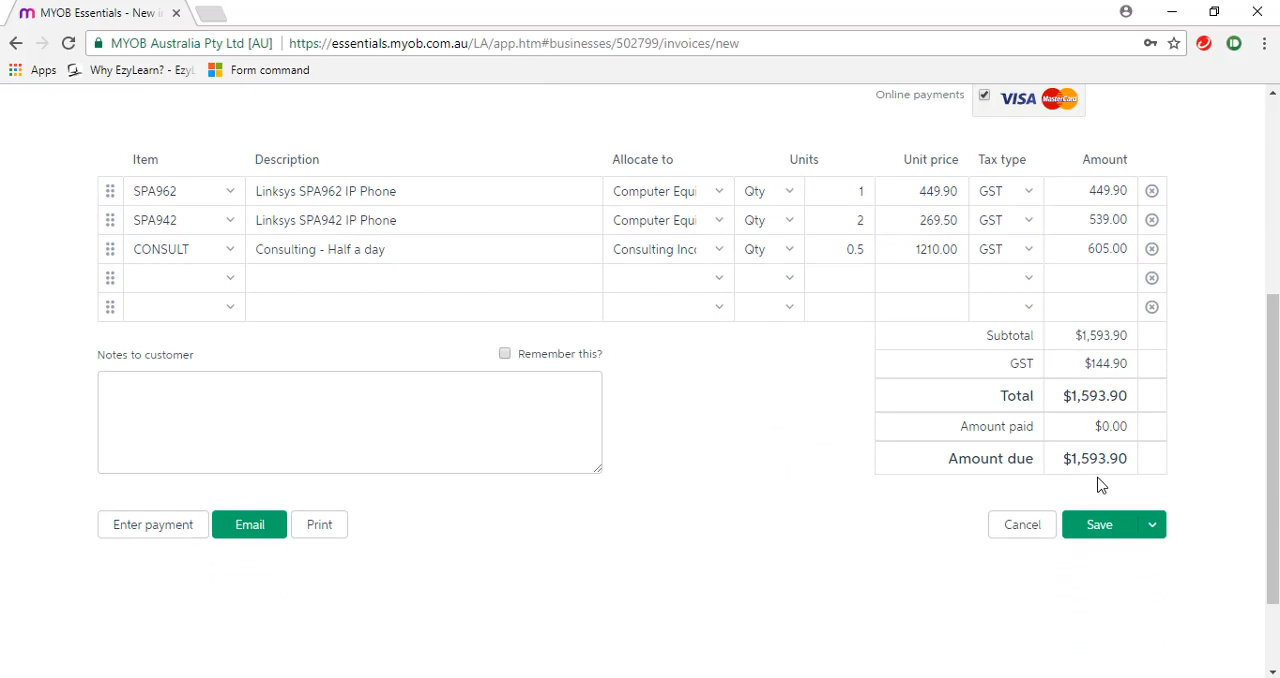 MYOB Essentials - New i
MYOB Australia Pty Ltd [AU] https://essentials.myob.com.au/LA/app.htm#businesses/502799/invoices/new
Apps Why EzyLearn? - Ezy Form command
Online payments VISA MasterCard
Item Description Allocate to Units Unit price Tax type Amount
SPA962 Linksys SPA962 IP Phone Computer Equi Qty 1 449.90 GST 449.90
SPA942 Linksys SPA942 IP Phone Computer Equi Qty 2 269.50 GST 539.00
CONSULT Consulting - Half a day Consulting Inc Qty 0.5 1210.00 GST 605.00
Subtotal $1,593.90
Notes to customer Remember this?
GST $144.90
Total $1,593.90
Amount paid $0.00
Amount due $1,593.90
Enter payment Email Print Cancel Save